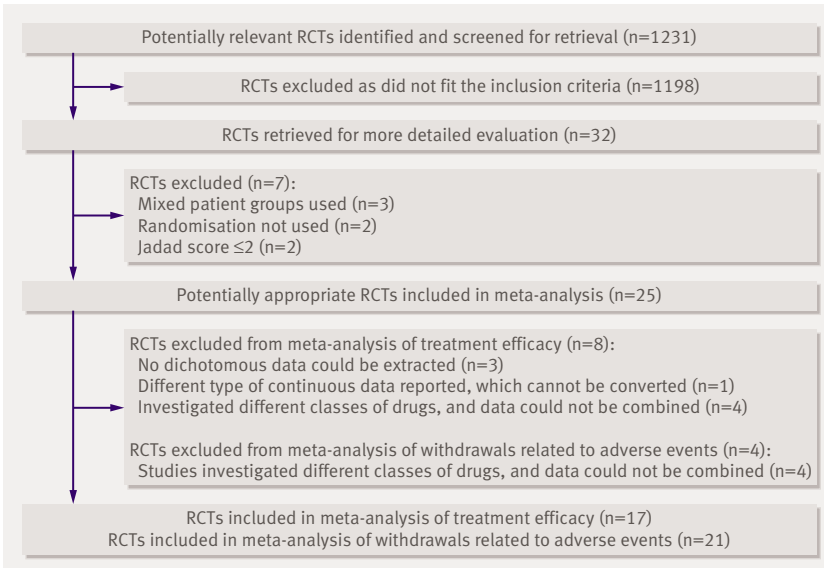 Potentially relevant RCTs identified and screened for retrieval (n=1231)
RCTs excluded as did not fit the inclusion criteria (n=1198)
RCTs retrieved for more detailed evaluation (n=32)
RCTs excluded (n=7):
Mixed patient groups used (n=3)
Randomisation not used (n=2)
Jadad score ≤2 (n=2)
Potentially appropriate RCTs included in meta-analysis (n=25)
RCTs excluded from meta-analysis of treatment efficacy (n=8):
No dichotomous data could be extracted (n=3)
Different type of continuous data reported, which cannot be converted (n=1)
Investigated different classes of drugs, and data could not be combined (n=4)
RCTs excluded from meta-analysis of withdrawals related to adverse events (n=4):
Studies investigated different classes of drugs, and data could not be combined (n=4)
RCTs included in meta-analysis of treatment efficacy (n=17)
RCTs included in meta-analysis of withdrawals related to adverse events (n=21)